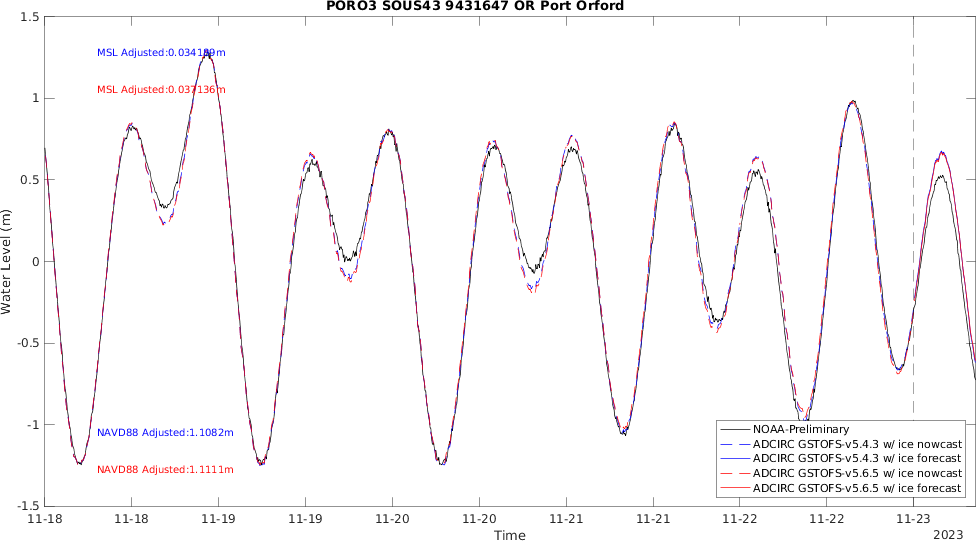 PORO3 SOUS43 9431647 OR Port Orford
Water Level (m)
1.5
1
0.5
0
-0.5
-1
-1.5
MSL Adjusted:0.034189m
MSL Adjusted:0.037136m
NAVD88 Adjusted:1.1082m
NAVD88 Adjusted:1.1111m
NOAA-Preliminary
ADCIRC GSTOFS-v5.4.3 w/ ice nowcast
ADCIRC GSTOFS-v5.4.3 w/ ice forecast
ADCIRC GSTOFS-v5.6.5 w/ ice nowcast
ADCIRC GSTOFS-v5.6.5 w/ ice forecast
11-18 11-18 11-19 11-19 11-20 11-20 11-21 11-21 11-22 11-22 11-23
Time
2023